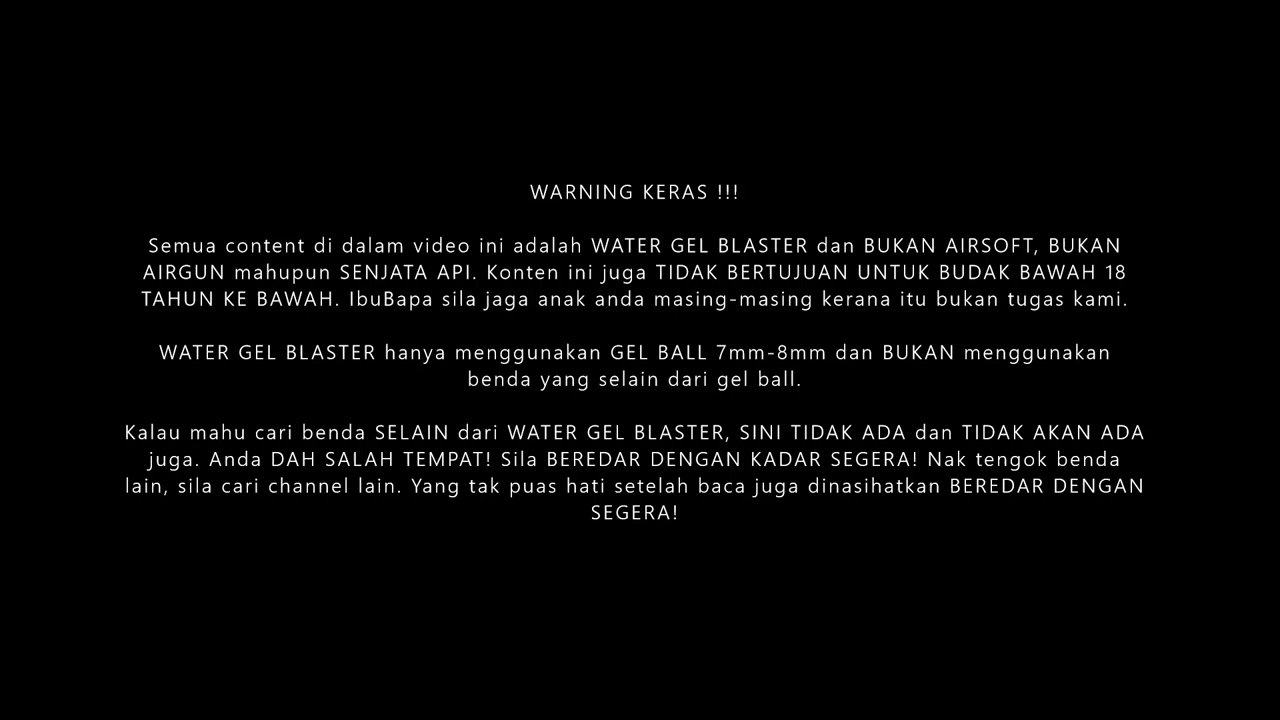 WARNING KERAS !!!
Semua content di dalam video ini adalah WATER GEL BLASTER dan BUKAN AIRSOFT, BUKAN
AIRGUN mahupun SENJATA API. Konten ini juga TIDAK BERTUJUAN UNTUK BUDAK BAWAH 18
TAHUN KE BAWAH. IbuBapa sila jaga anak anda masing-masing kerana itu bukan tugas kami.
WATER GEL BLASTER hanya menggunakan GEL BALL 7mm-8mm dan BUKAN menggunakan
benda yang selain dari gel ball.
Kalau mahu cari benda SELAIN dari WATER GEL BLASTER, SINI TIDAK ADA dan TIDAK AKAN ADA
juga. Anda DAH SALAH TEMPAT! Sila BEREDAR DENGAN KADAR SEGERA! Nak tengok benda
lain, sila cari channel lain. Yang tak puas hati setelah baca juga dinasihatkan BEREDAR DENGAN
SEGERA!